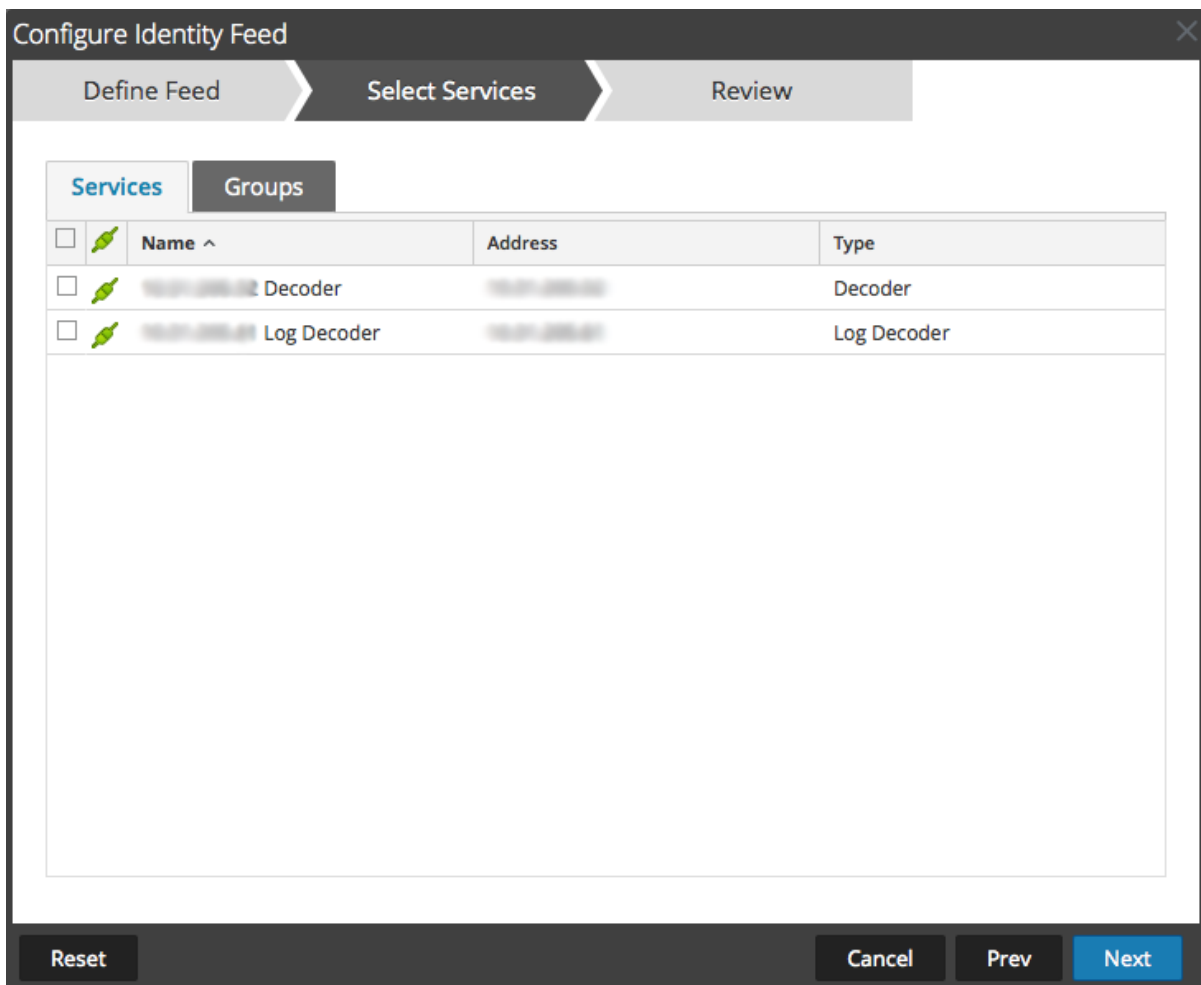 Configure Identity Feed
Define Feed Select Services Review
Services Groups
Name Address Type
Decoder Decoder
Log Decoder Log Decoder
Reset Cancel Prev Next